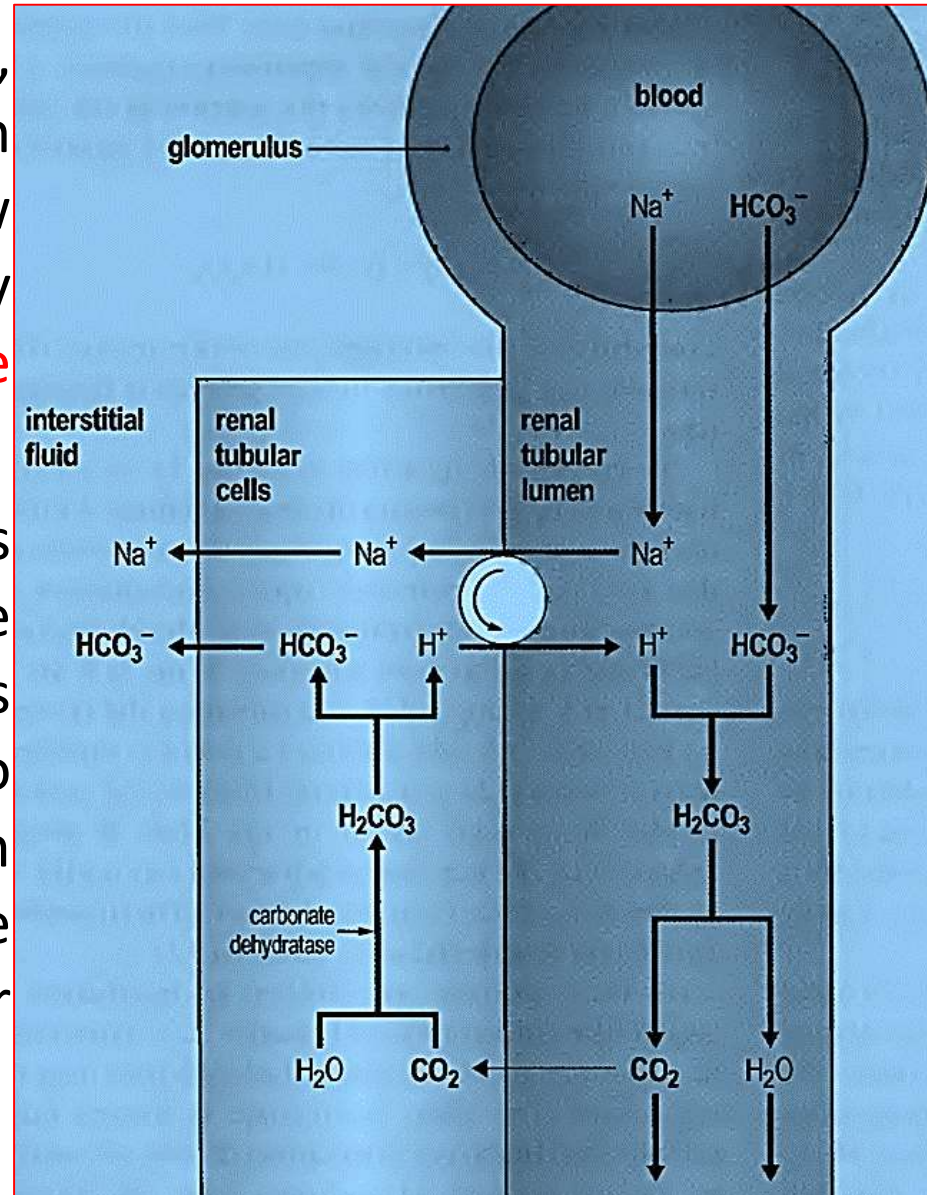 blood
glomerulus
Na⁺ HCO₃⁻
interstitial fluid
renal tubular cells
renal tubular lumen
Na⁺ Na⁺ Na⁺
HCO₃⁻ HCO₃⁻ H⁺ H⁺ HCO₃⁻
H₂CO₃ H₂CO₃
carbonate dehydratase
H₂O CO₂ CO₂ H₂O